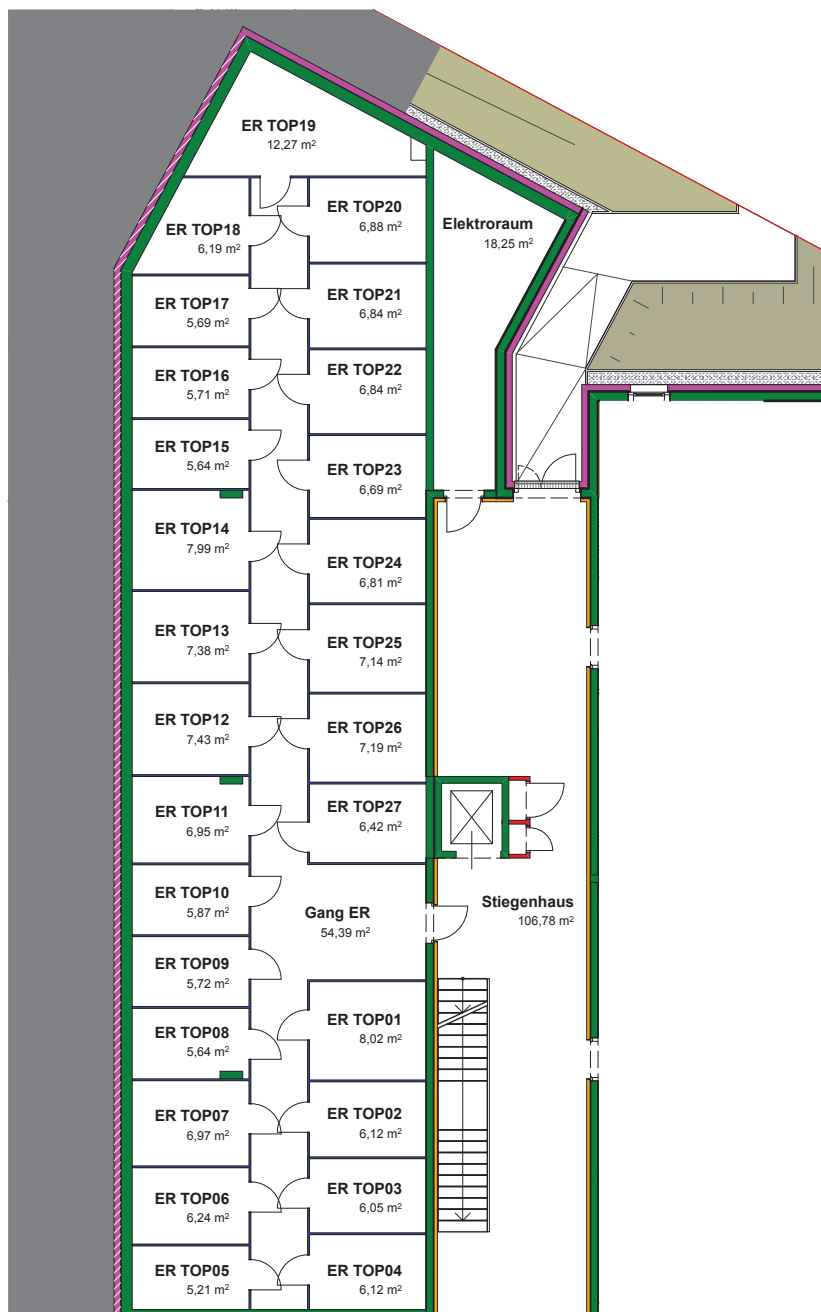 ER TOP19
12,27 m²
ER TOP18
6,19 m²
ER TOP20
6,88 m²
Elektroraum
18,25 m²
ER TOP17
5,69 m²
ER TOP21
6,84 m²
ER TOP16
5,71 m²
ER TOP22
6,84 m²
ER TOP15
5,64 m²
ER TOP23
6,69 m²
ER TOP14
7,99 m²
ER TOP24
6,81 m²
ER TOP13
7,38 m²
ER TOP25
7,14 m²
ER TOP12
7,43 m²
ER TOP26
7,19 m²
ER TOP11
6,95 m²
ER TOP27
6,42 m²
ER TOP10
5,87 m²
Gang ER
54,39 m²
Stiegenhaus
106,78 m²
ER TOP09
5,72 m²
ER TOP01
8,02 m²
ER TOP08
5,64 m²
ER TOP07
6,97 m²
ER TOP02
6,12 m²
ER TOP06
6,24 m²
ER TOP03
6,05 m²
ER TOP05
5,21 m²
ER TOP04
6,12 m²